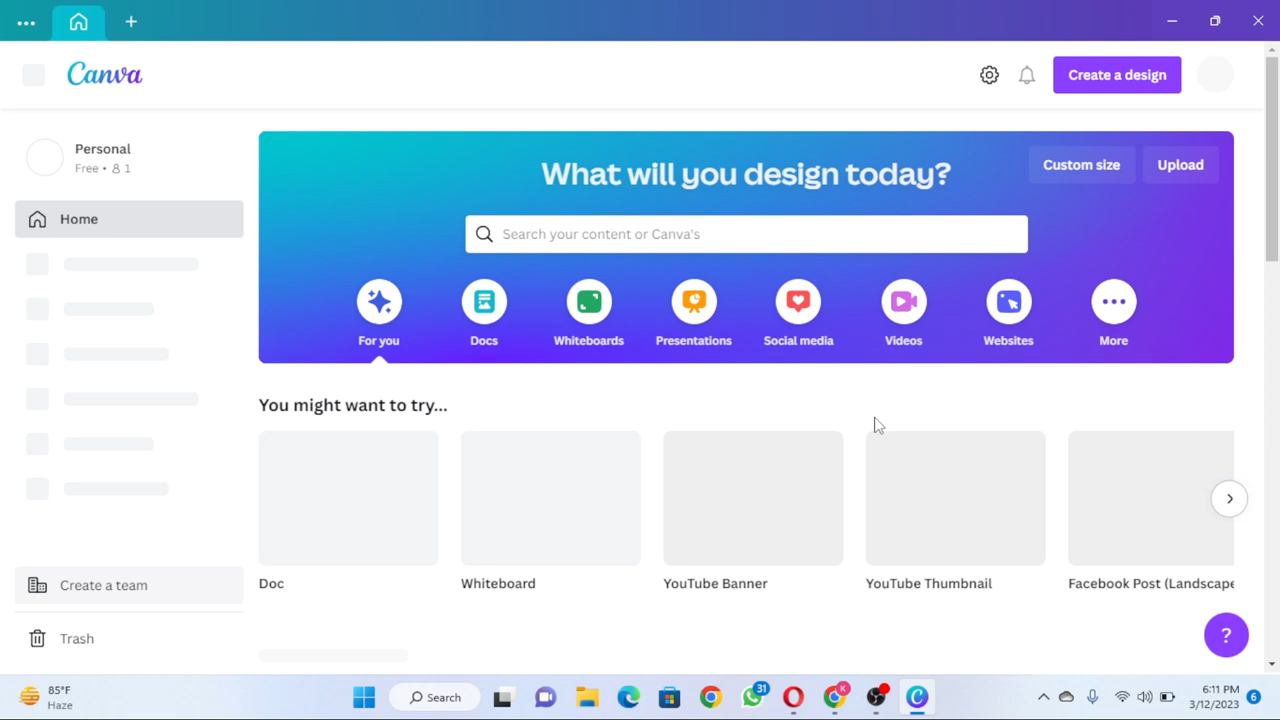 Canva
Create a design
Personal
Free • 1
Home
Create a team
Trash
What will you design today?
Custom size
Upload
Search your content or Canva's
For you
Docs
Whiteboards
Presentations
Social media
Videos
Websites
More
You might want to try...
Doc
Whiteboard
YouTube Banner
YouTube Thumbnail
Facebook Post (Landscape
?
85°F
Haze
Search
31
K
6:11 PM
3/12/2023
6